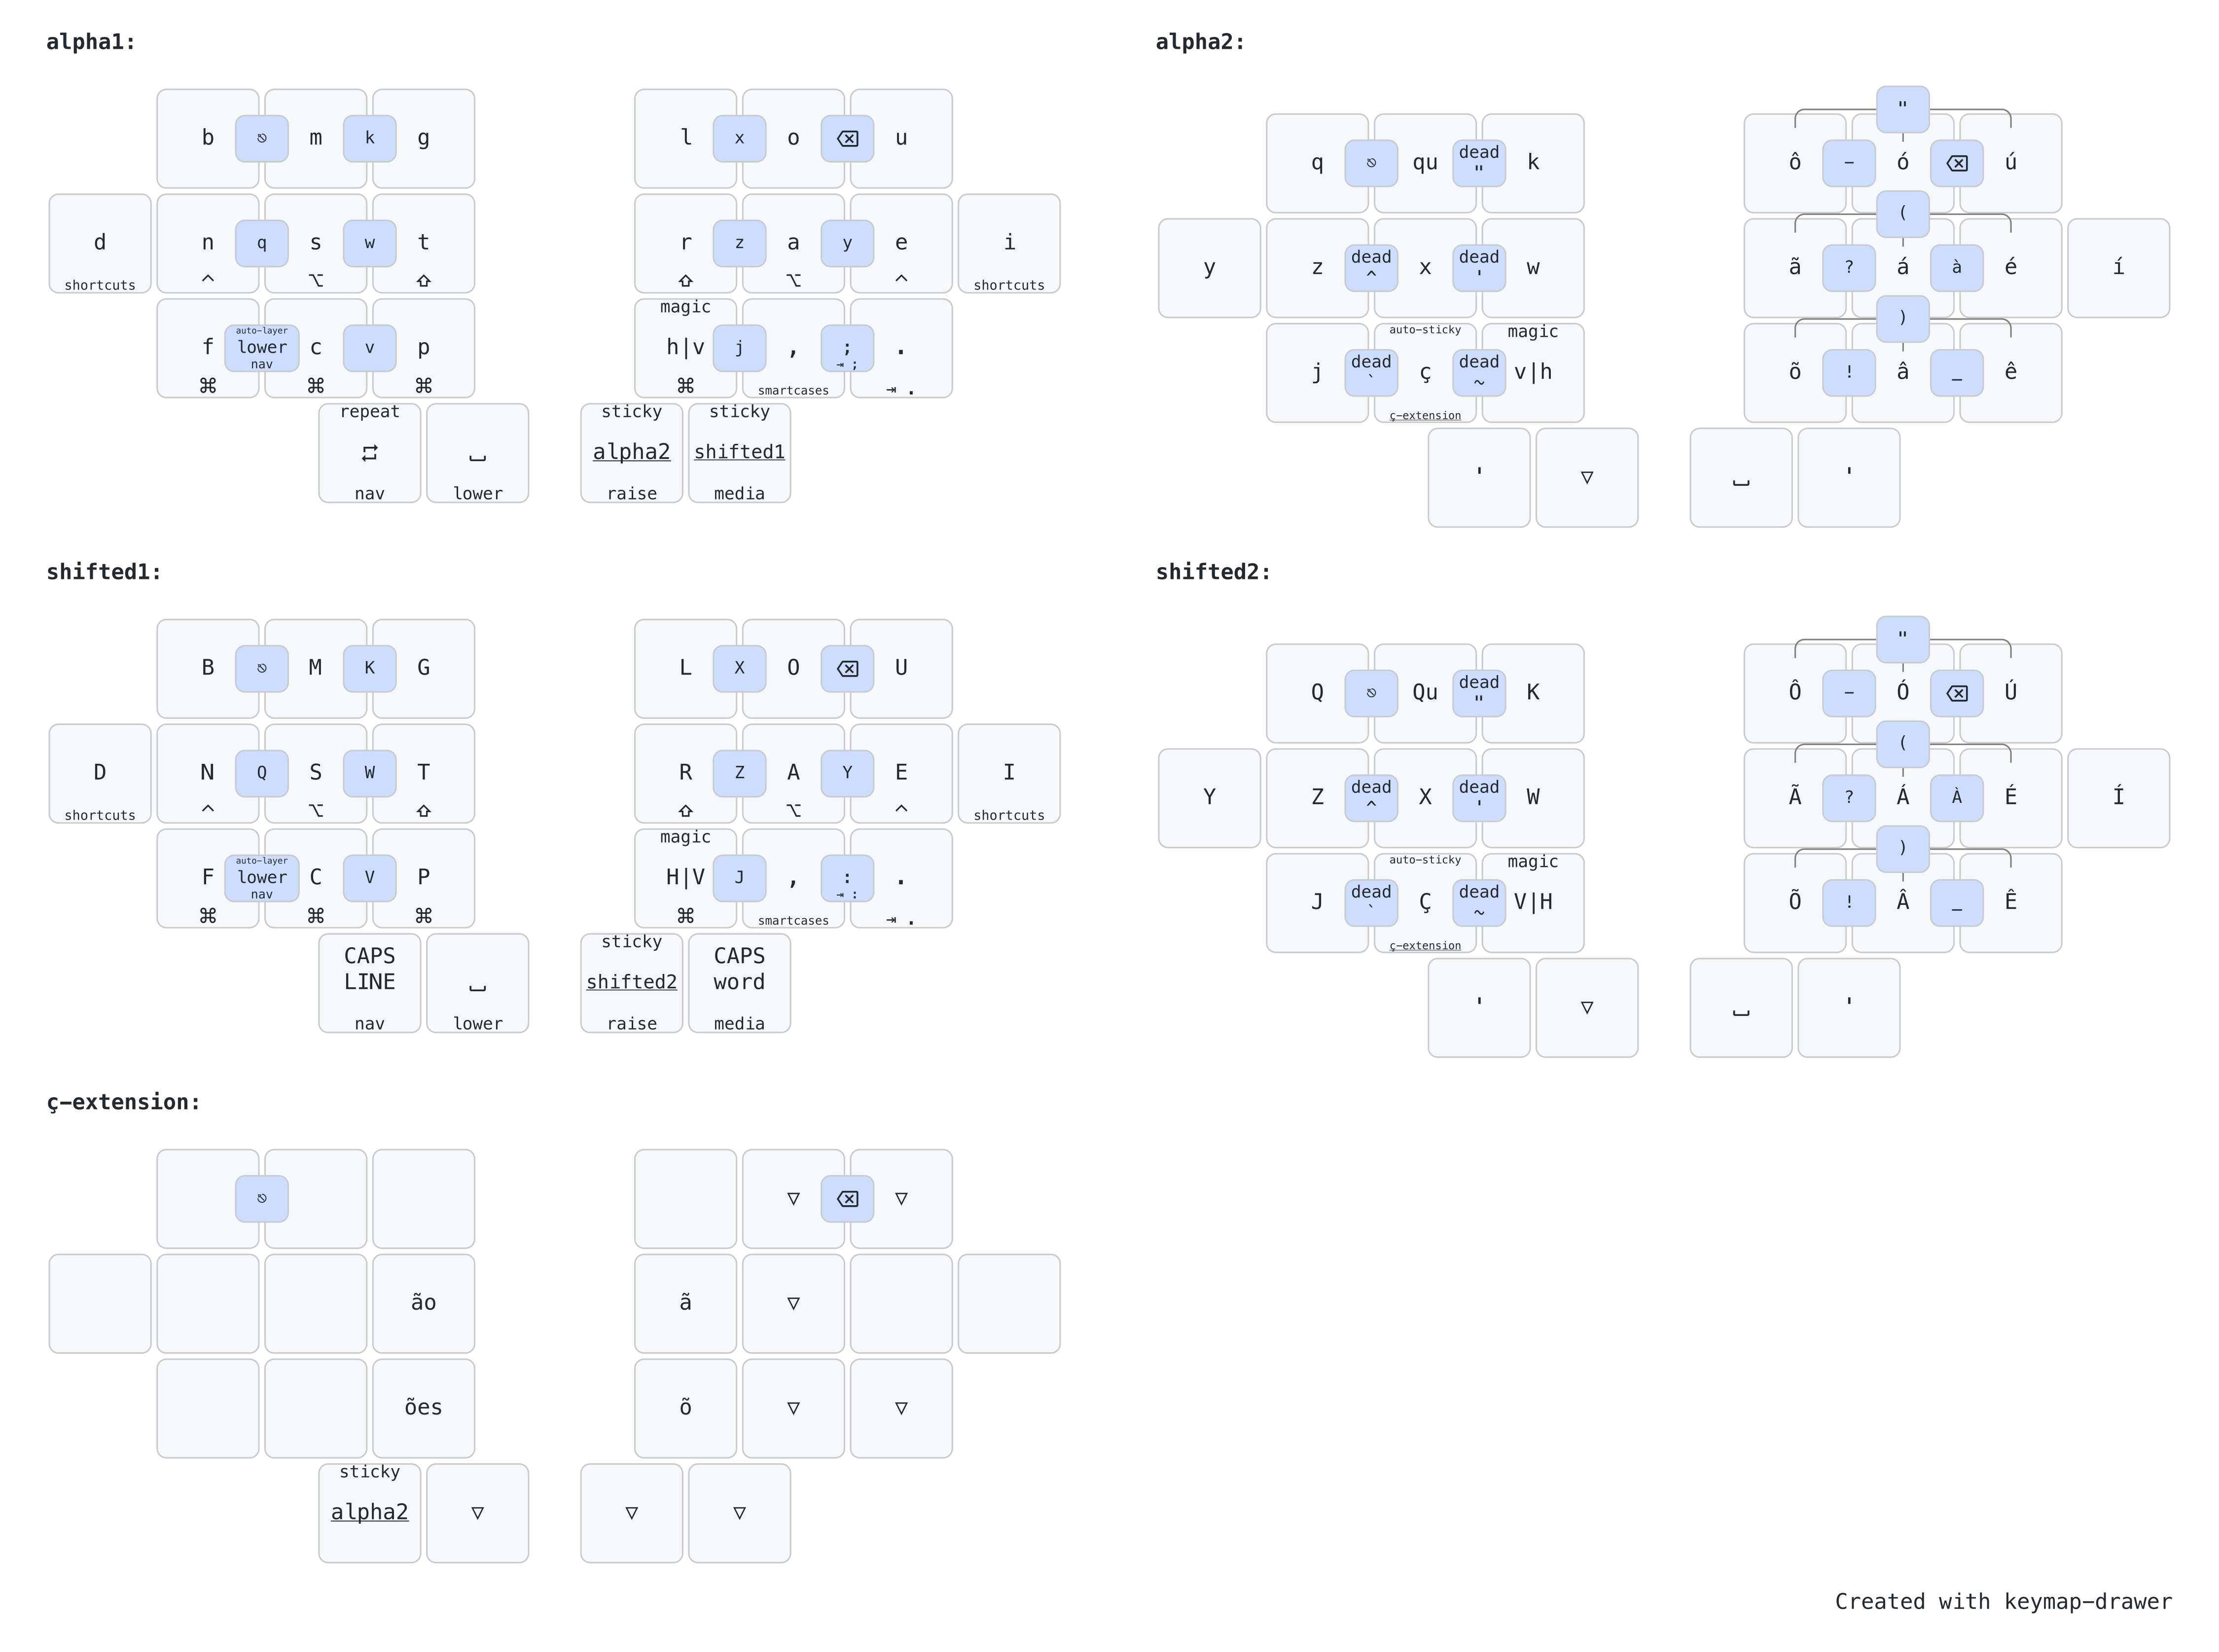 alpha1:
b ⎋ m k g l x o ⌫ u
d n q s w t r z a y e i
shortcuts ^ ⌥ ⇧ ⇧ ⌥ ^ shortcuts
magic
auto-layer
f lower c v p h|v j , ; .
nav ⇥ ;
⌘ ⌘ ⌘ ⌘ smartcases ⇥ .
repeat sticky sticky
alpha2 shifted1
nav lower raise media
alpha2:
"
q ⎋ qu dead " k ô – ó ⌫ ú
(
y z dead ^ x dead ' w ã ? á à é í
)
auto-sticky magic
j dead ` ç dead ~ v|h õ ! â _ ê
ç-extension
' ▽ ⎵ '
shifted1:
B ⎋ M K G L X O ⌫ U
D N Q S W T R Z A Y E I
shortcuts ^ ⌥ ⇧ ⇧ ⌥ ^ shortcuts
magic
auto-layer
F lower C V P H|V J , : .
nav ⇥ :
⌘ ⌘ ⌘ ⌘ smartcases ⇥ .
CAPS sticky CAPS
LINE ⎵ shifted2 word
nav lower raise media
shifted2:
"
Q ⎋ Qu dead " K Ô – Ó ⌫ Ú
(
Y Z dead ^ X dead ' W Ã ? Á À É Í
)
auto-sticky magic
J dead ` Ç dead ~ V|H Õ ! Â _ Ê
ç-extension
' ▽ ⎵ '
ç-extension:
⎋ ▽ ⌫ ▽
ão ã ▽
ões õ ▽ ▽
sticky
alpha2 ▽ ▽ ▽
Created with keymap-drawer